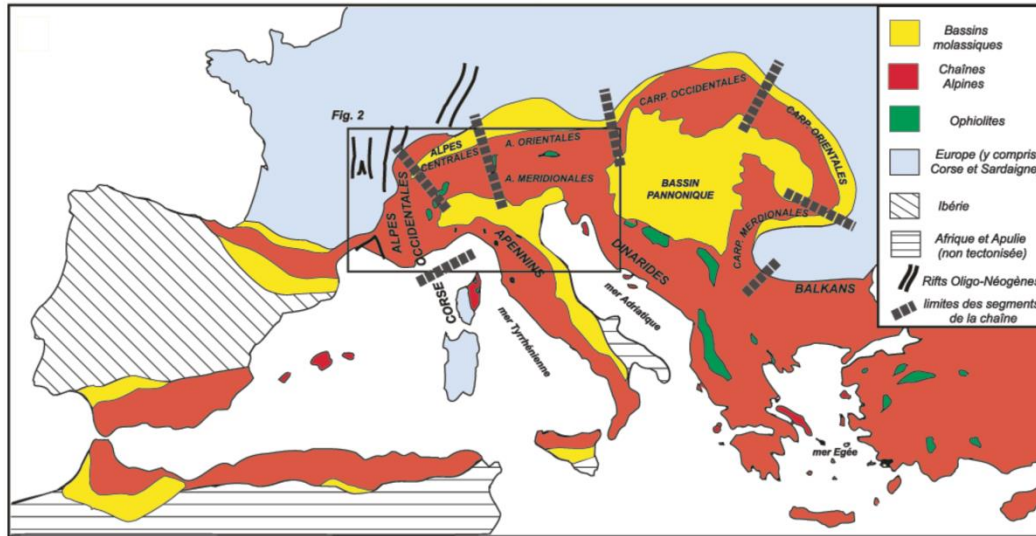 Fig. 2
ALPES
CENTRALES
A. ORIENTALES
A. MERIDIONALES
ALPES
OCCIDENTALES
CARP. OCCIDENTALES
CARP. ORIENTALES
BASSIN
PANNONIQUE
CARP. MERDIONALES
APENNINS
DINARIDES
BALKANS
CORSE
mer Tyrrhénienne
mer Adriatique
mer Egée
Bassins
molassiques
Chaînes
Alpines
Ophiolites
Europe (y compris
Corse et Sardaigne
Ibérie
Afrique et Apulie
(non tectonisée)
Rifts Oligo-Néogènes
limites des segments
de la chaîne